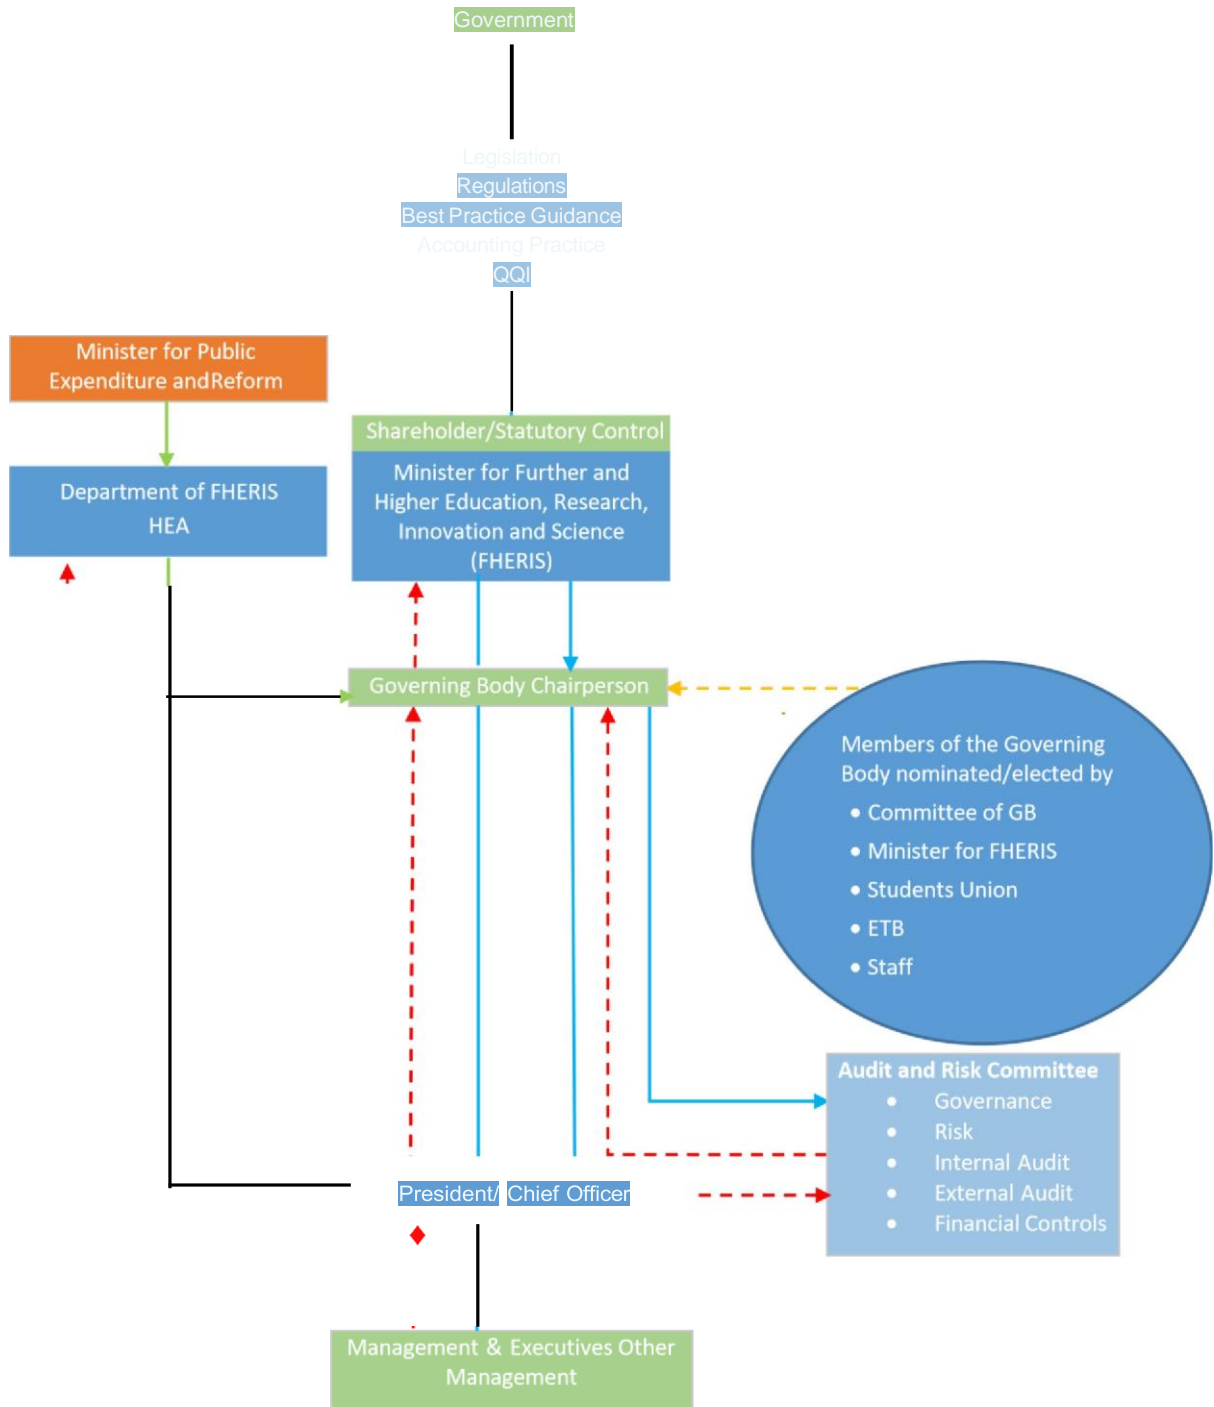 Government
Legislation
Regulations
Best Practice Guidance
Accounting Practice
QQI
Minister for Public
Expenditure andReform
Department of FHERIS
HEA
Shareholder/Statutory Control
Minister for Further and
Higher Education, Research,
Innovation and Science
(FHERIS)
Governing Body Chairperson
Members of the Governing
Body nominated/elected by
• Committee of GB
• Minister for FHERIS
• Students Union
• ETB
• Staff
Audit and Risk Committee
• Governance
• Risk
• Internal Audit
• External Audit
• Financial Controls
President/ Chief Officer
Management & Executives Other
Management